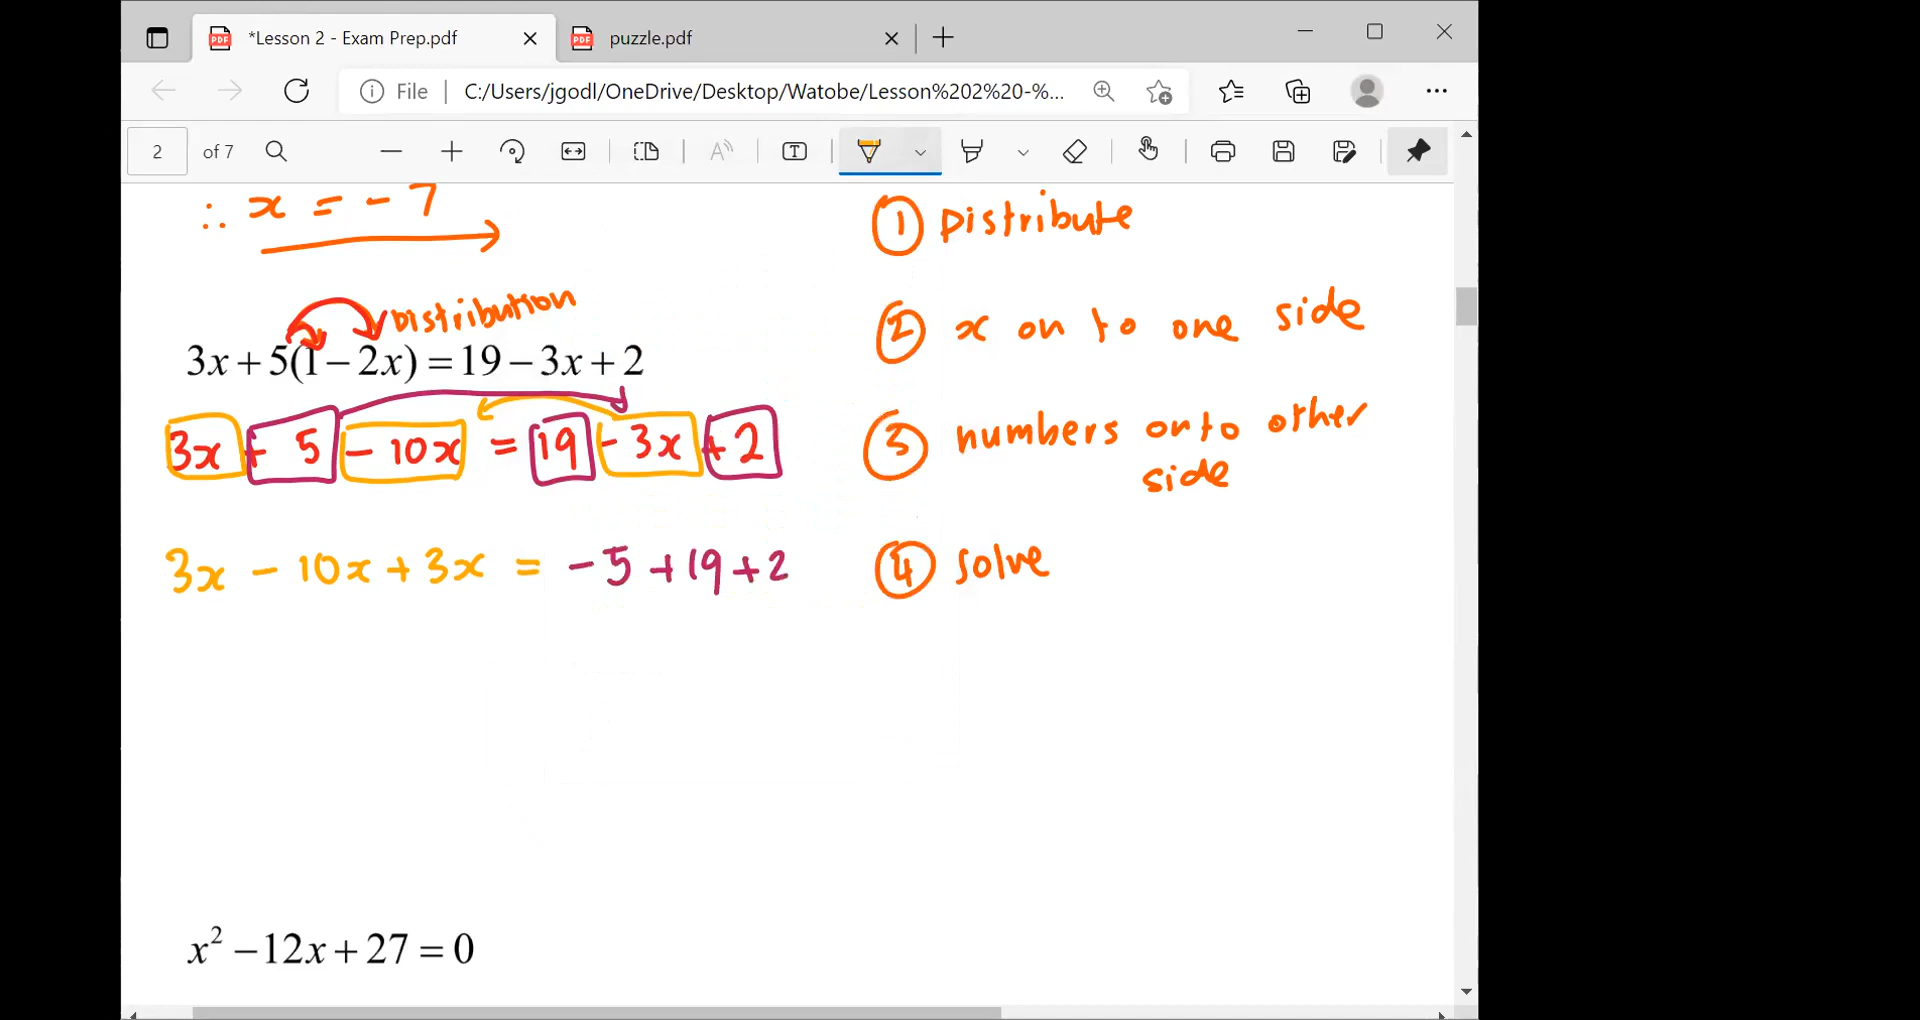 *Lesson 2 - Exam Prep.pdf
puzzle.pdf
File
C:/Users/jgodl/OneDrive/Desktop/Watobe/Lesson%202%20-%...
2 of 7
∴ x = -7
① Distribute
② x on to one side
③ numbers onto other
side
④ solve
Distribution
3x + 5(1 − 2x) = 19 − 3x + 2
3x + 5 - 10x = 19 - 3x + 2
3x - 10x + 3x = -5 + 19 + 2
x² − 12x + 27 = 0